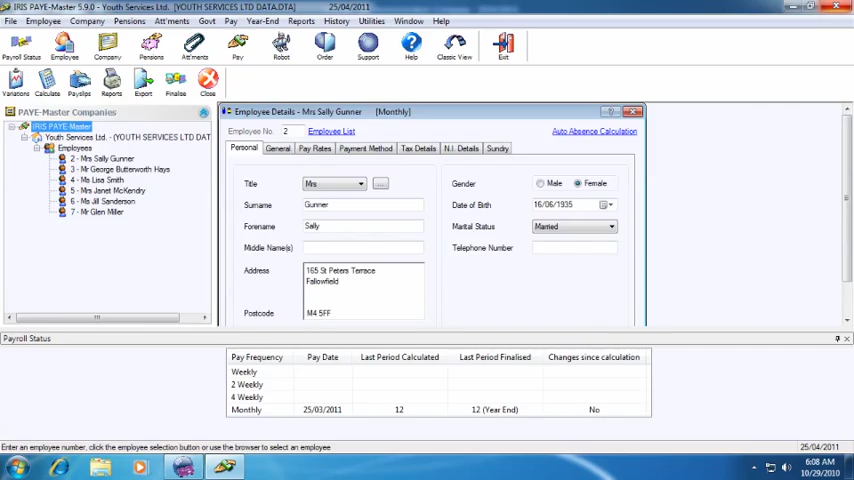 IRIS PAYE-Master 5.9.0 - Youth Services Ltd. [YOUTH SERVICES LTD DATA.DTA] 25/04/2011
File Employee Company Pensions Att'ments Govt Pay Year-End Reports History Utilities Window Help
Payroll Status Employee Company Pensions Att'ments Pay Robot Order Support Help Classic View Exit
Variations Calculate Payslips Reports Export Finalise Close
PAYE-Master Companies
IRIS PAYE-Master
Youth Services Ltd. - (YOUTH SERVICES LTD DAT
Employees
2 - Mrs Sally Gunner
3 - Mr George Butterworth Hays
4 - Ms Lisa Smith
5 - Mrs Janet McKendry
6 - Ms Jill Sanderson
7 - Mr Glen Miller
Employee Details - Mrs Sally Gunner [Monthly]
Employee No. 2 Employee List Auto Absence Calculation
Personal General Pay Rates Payment Method Tax Details N.I. Details Sundry
Title Mrs ... Gender Male Female
Surname Gunner Date of Birth 16/06/1935
Forename Sally Marital Status Married
Middle Name(s) Telephone Number
Address 165 St Peters Terrace
Fallowfield
Postcode M4 5FF
Payroll Status
Pay Frequency Pay Date Last Period Calculated Last Period Finalised Changes since calculation
Weekly
2 Weekly
4 Weekly
Monthly 25/03/2011 12 12 (Year End) No
Enter an employee number, click the employee selection button or use the browser to select an employee 25/04/2011
6:08 AM
10/29/2010